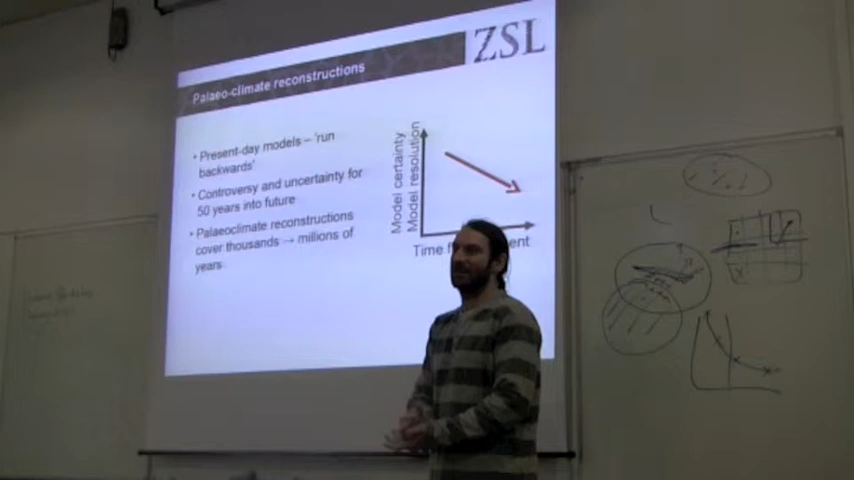 ZSL
Palaeo-climate reconstructions
• Present-day models – 'run
backwards'
• Controversy and uncertainty for
50 years into future
• Palaeoclimate reconstructions
cover thousands → millions of
years
Model certainty
Model resolution
Time f
ent